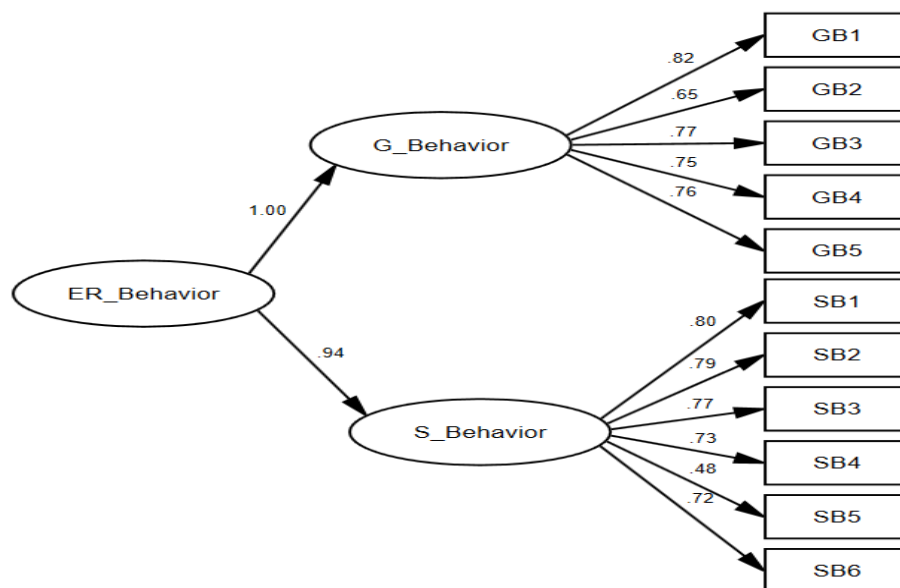 GB1
.82
GB2
.65
G_Behavior
.77
GB3
.75
GB4
.76
1.00
GB5
ER_Behavior
SB1
.80
.94
SB2
.79
.77
SB3
S_Behavior
.73
SB4
.48
.72
SB5
SB6